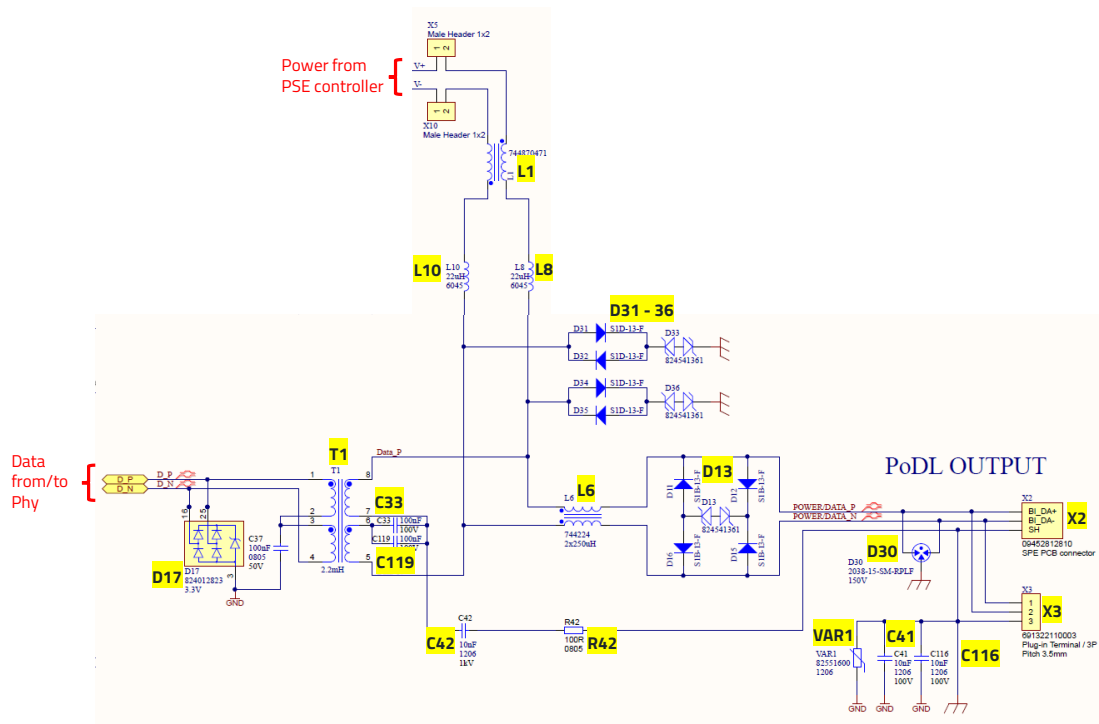 X5
Male Header 1x2
1 2
Power from
PSE controller
V+
V-
1 2
X10
Male Header 1x2
744870471
L1
L1
L10
L10
22uH
6045
L8
22uH
6045
L8
D31 - 36
D31
S1D-13-F
D33
D32
S1D-13-F
824541361
D34
S1D-13-F
D36
D35
S1D-13-F
824541361
Data
from/to
Phy
D_P
D_N
D_P
D_N
T1
T1
Data_P
1
8
2
7
3
6
4
5
2.2mH
C33
C33
100nF
100V
C119
100nF
C119
16
25
3
D17
D17
824012823
3.3V
GND
C37
100nF
0805
50V
L6
L6
744224
2x250uH
D13
D11
S1B-13-F
D12
S1B-13-F
D13
824541361
D16
S1B-13-F
D15
S1B-13-F
PoDL OUTPUT
POWER/DATA_P
POWER/DATA_N
X2
BI_DA+
BI_DA-
SH
X2
09452812810
SPE PCB connector
D30
D30
2038-15-SM-RPLF
150V
X3
1
2
3
X3
691322110003
Plug-in Terminal / 3P
Pitch 3.5mm
C42
C42
10nF
1206
1kV
R42
100R
0805
R42
VAR1
VAR1
82551600
1206
GND
C41
C41
10nF
1206
100V
GND
C116
10nF
1206
100V
GND
C116